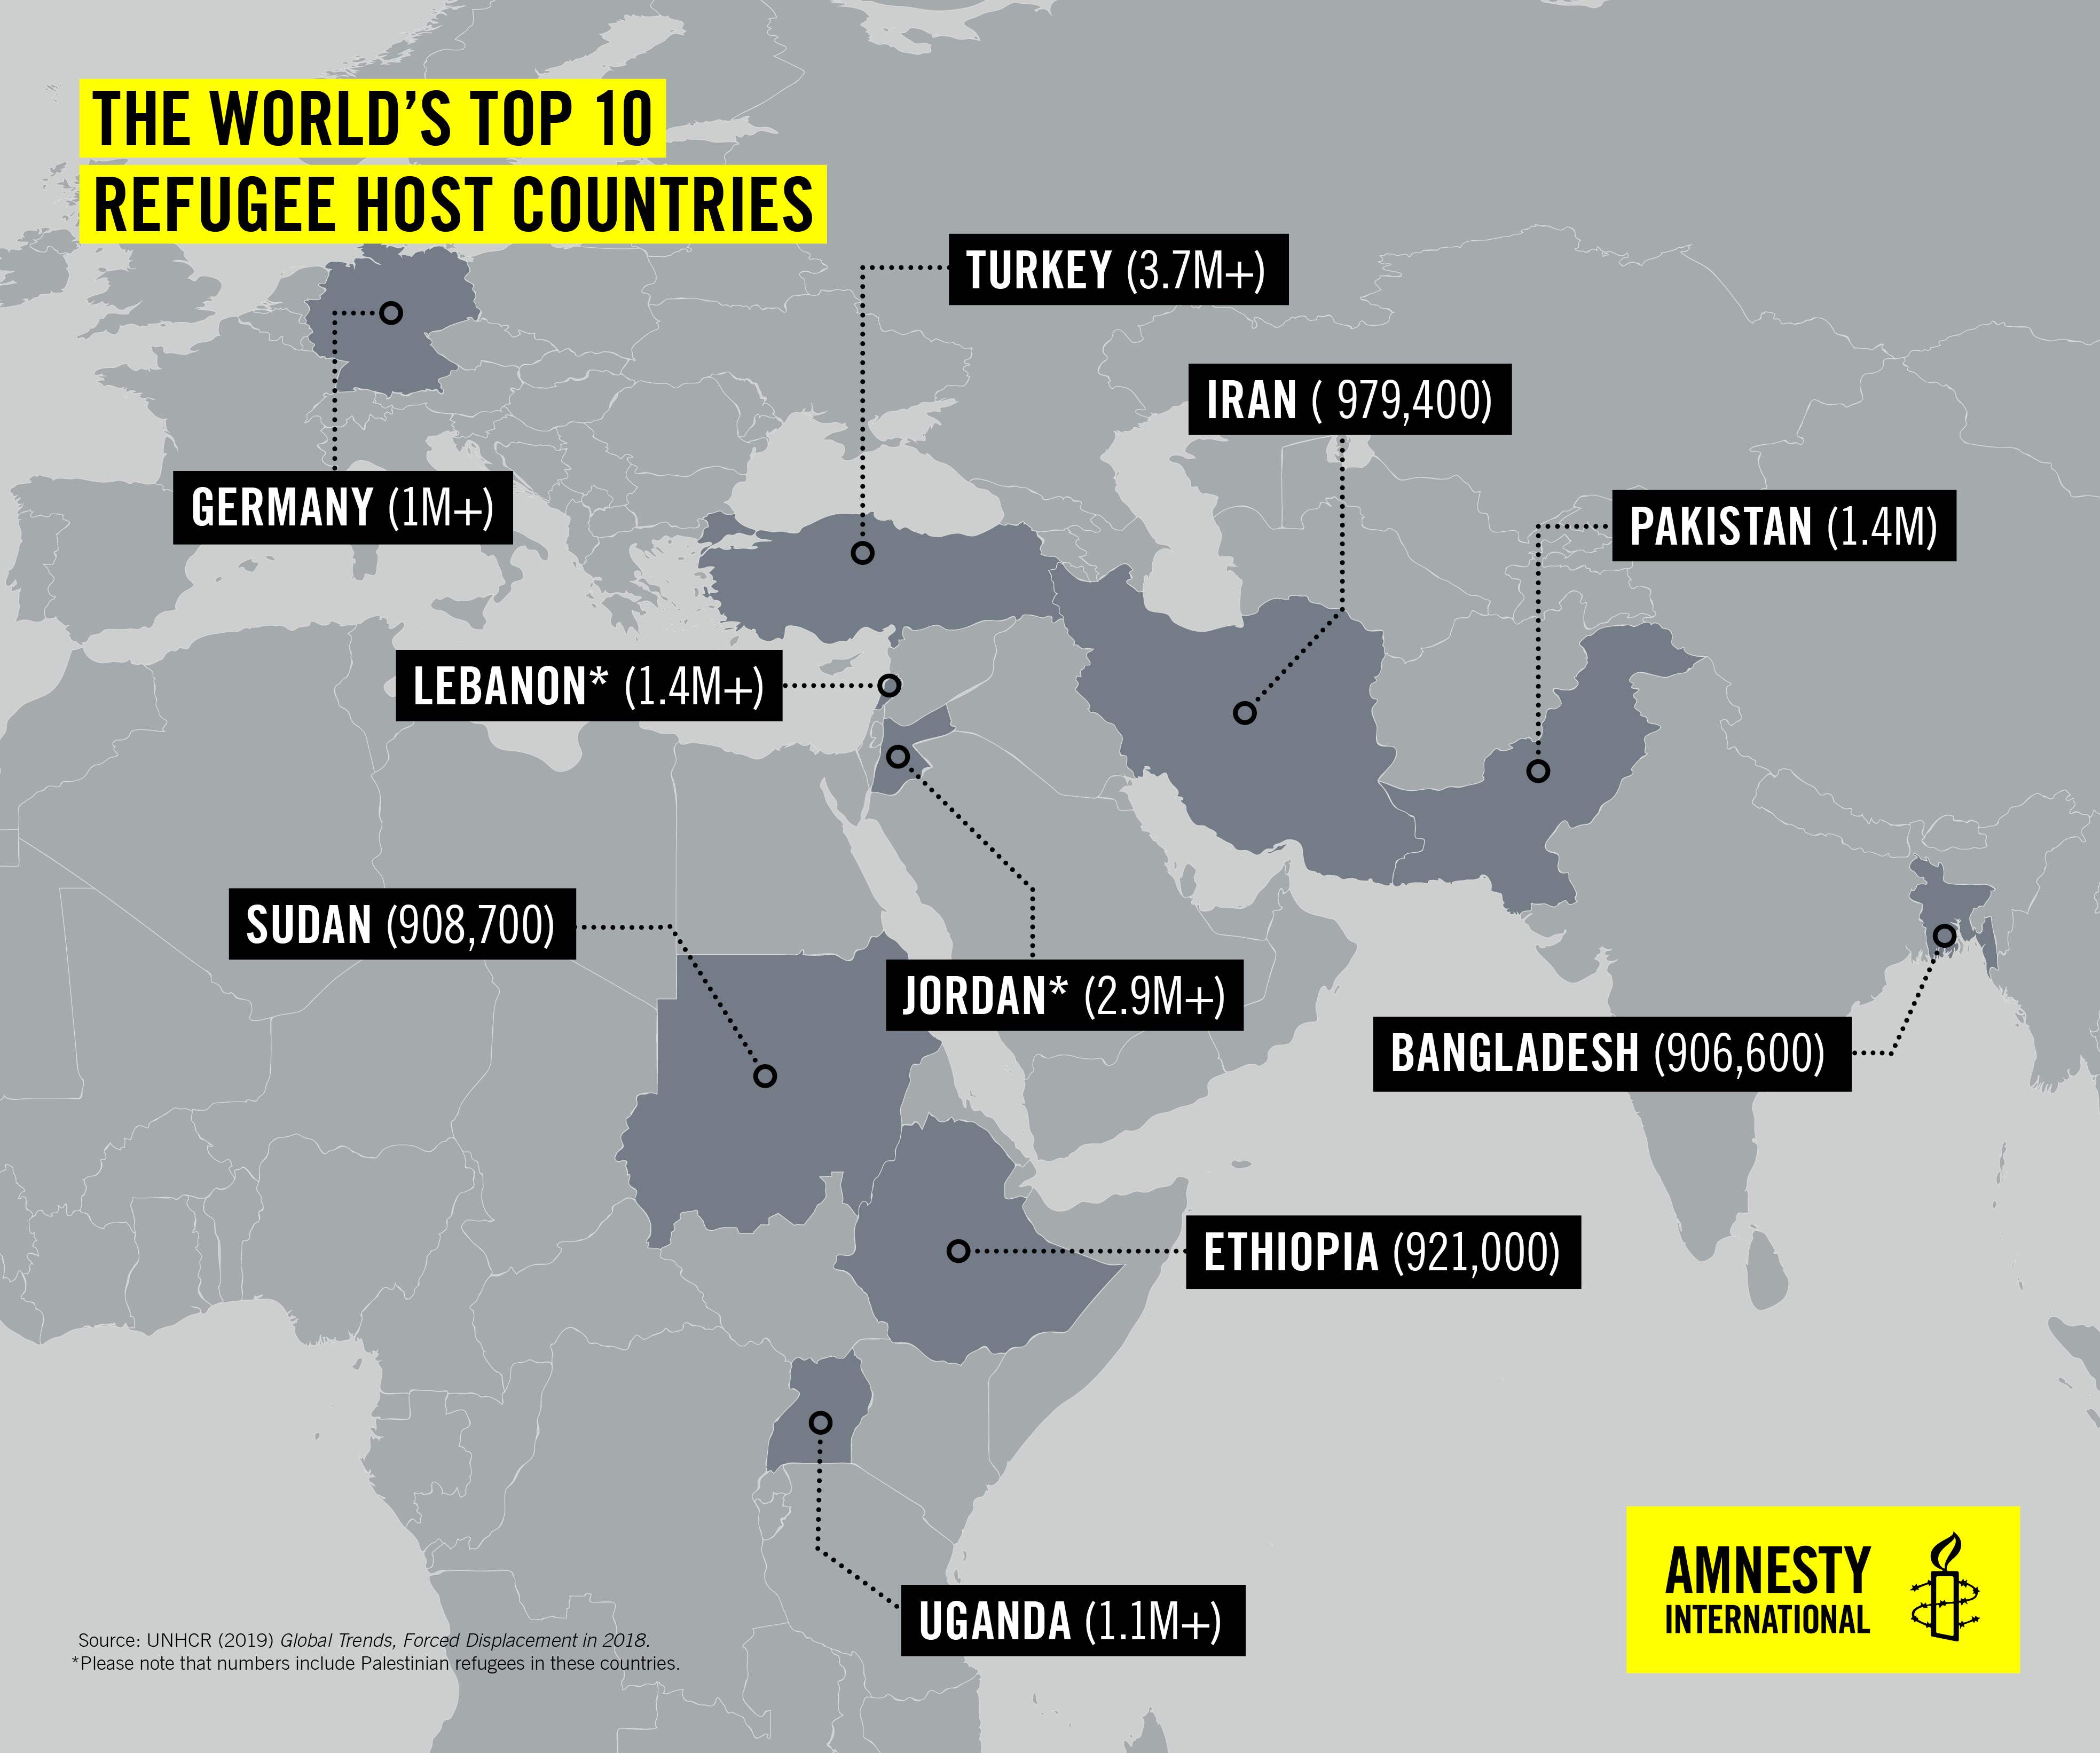 THE WORLD’S TOP 10
REFUGEE HOST COUNTRIES
TURKEY (3.7M+)
IRAN ( 979,400)
GERMANY (1M+)
PAKISTAN (1.4M)
LEBANON* (1.4M+)
SUDAN (908,700)
JORDAN* (2.9M+)
BANGLADESH (906,600)
ETHIOPIA (921,000)
UGANDA (1.1M+)
AMNESTY
INTERNATIONAL
Source: UNHCR (2019) Global Trends, Forced Displacement in 2018.
*Please note that numbers include Palestinian refugees in these countries.